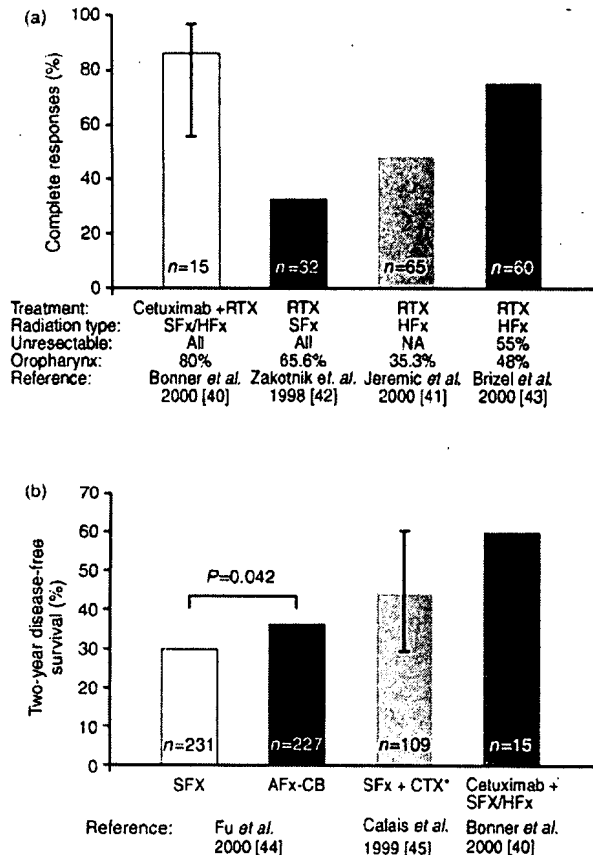 (a)
Complete responses (%)
100
80
60
40
20
0
n=15 n=32 n=65 n=60
Treatment: Cetuximab +RTX RTX RTX RTX
Radiation type: SFx/HFx SFx HFx HFx
Unresectable: All All NA 55%
Oropharynx: 80% 65.6% 35.3% 48%
Reference: Bonner et al. Zakotnik et. al. Jeremic et al. Brizel et al.
2000 [40] 1998 [42] 2000 [41] 2000 [43]
(b)
Two-year disease-free
survival (%)
70
60
50
40
30
20
10
0
P=0.042
n=231 n=227 n=109 n=15
SFX AFx-CB SFx + CTX* Cetuximab +
SFX/HFx
Reference: Fu et al. Calais et al. Bonner et al.
2000 [44] 1999 [45] 2000 [40]